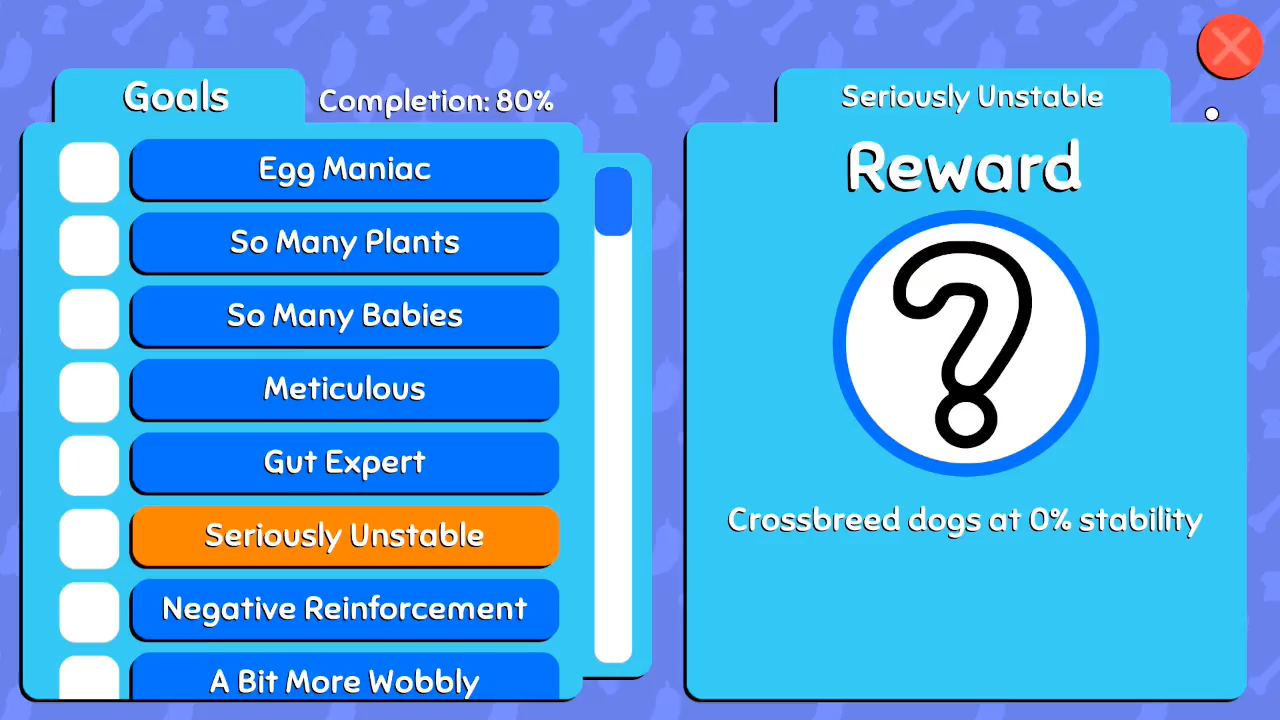 Goals
Completion: 80%
Egg Maniac
So Many Plants
So Many Babies
Meticulous
Gut Expert
Seriously Unstable
Negative Reinforcement
A Bit More Wobbly
Seriously Unstable
Reward
?
Crossbreed dogs at 0% stability